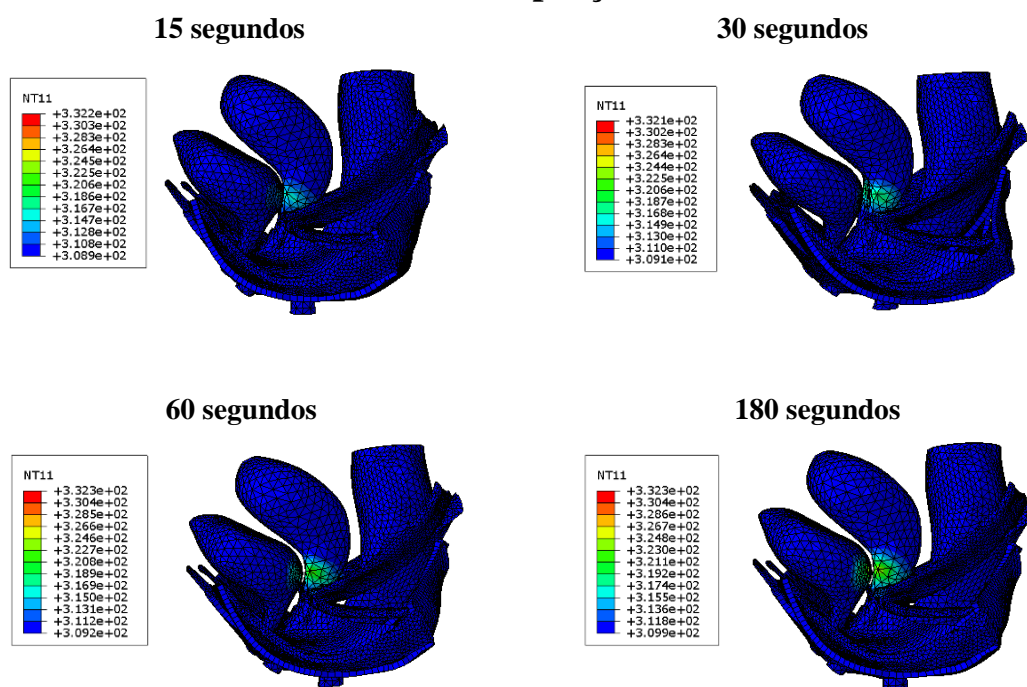 15 segundos
30 segundos
NT11
+3.322e+02
+3.303e+02
+3.283e+02
+3.264e+02
+3.245e+02
+3.225e+02
+3.206e+02
+3.186e+02
+3.167e+02
+3.147e+02
+3.128e+02
+3.108e+02
+3.089e+02
NT11
+3.321e+02
+3.302e+02
+3.283e+02
+3.264e+02
+3.244e+02
+3.225e+02
+3.206e+02
+3.187e+02
+3.168e+02
+3.149e+02
+3.130e+02
+3.110e+02
+3.091e+02
60 segundos
180 segundos
NT11
+3.323e+02
+3.304e+02
+3.285e+02
+3.266e+02
+3.246e+02
+3.227e+02
+3.208e+02
+3.189e+02
+3.169e+02
+3.150e+02
+3.131e+02
+3.112e+02
+3.092e+02
NT11
+3.323e+02
+3.304e+02
+3.286e+02
+3.267e+02
+3.248e+02
+3.230e+02
+3.211e+02
+3.192e+02
+3.174e+02
+3.155e+02
+3.136e+02
+3.118e+02
+3.099e+02